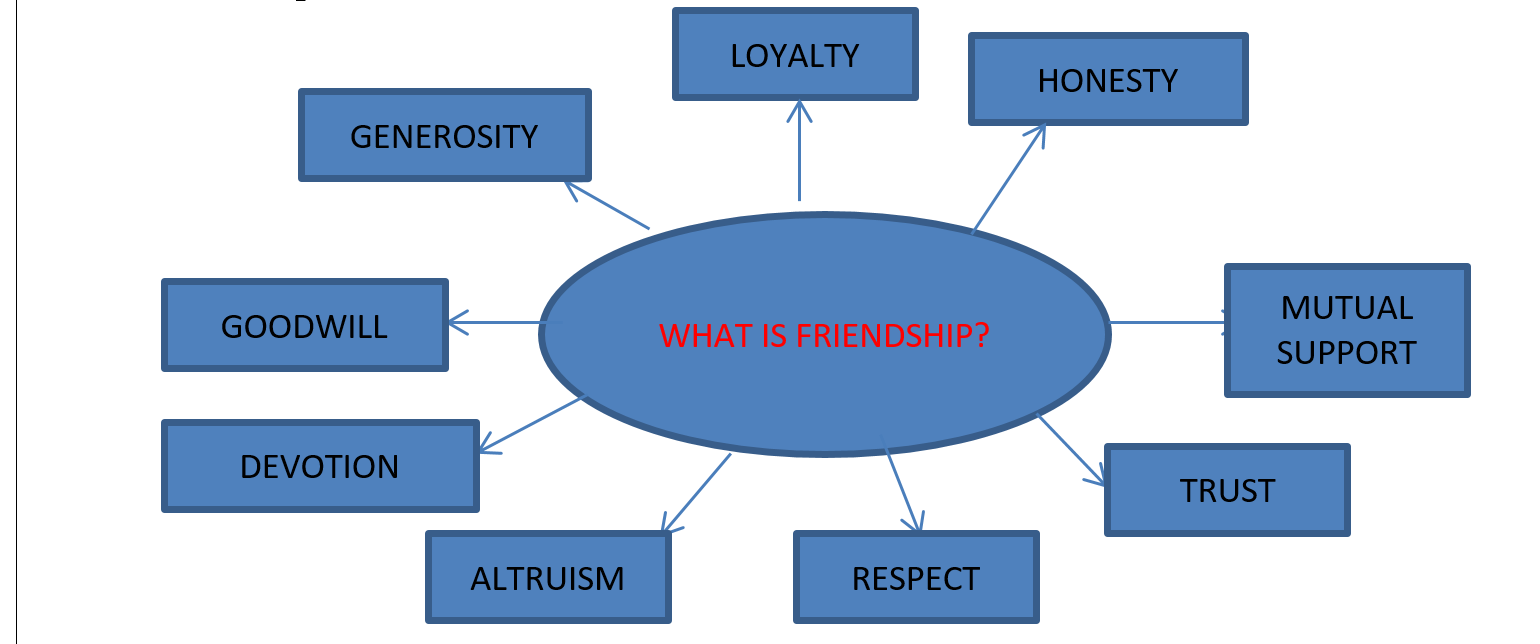 LOYALTY
HONESTY
GENEROSITY
MUTUAL
SUPPORT
GOODWILL
WHAT IS FRIENDSHIP?
DEVOTION
TRUST
ALTRUISM
RESPECT